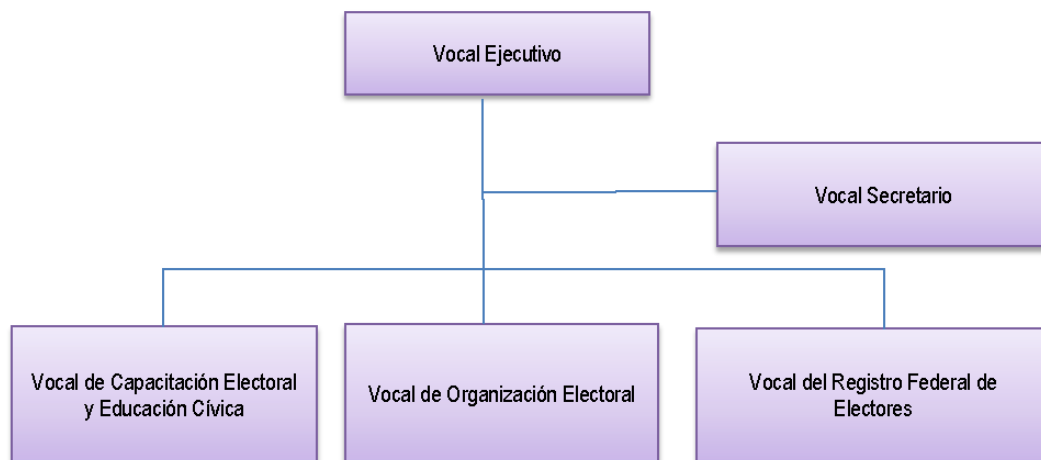 Vocal Ejecutivo
Vocal Secretario
Vocal de Capacitación Electoral
y Educación Cívica
Vocal de Organización Electoral
Vocal del Registro Federal de
Electores